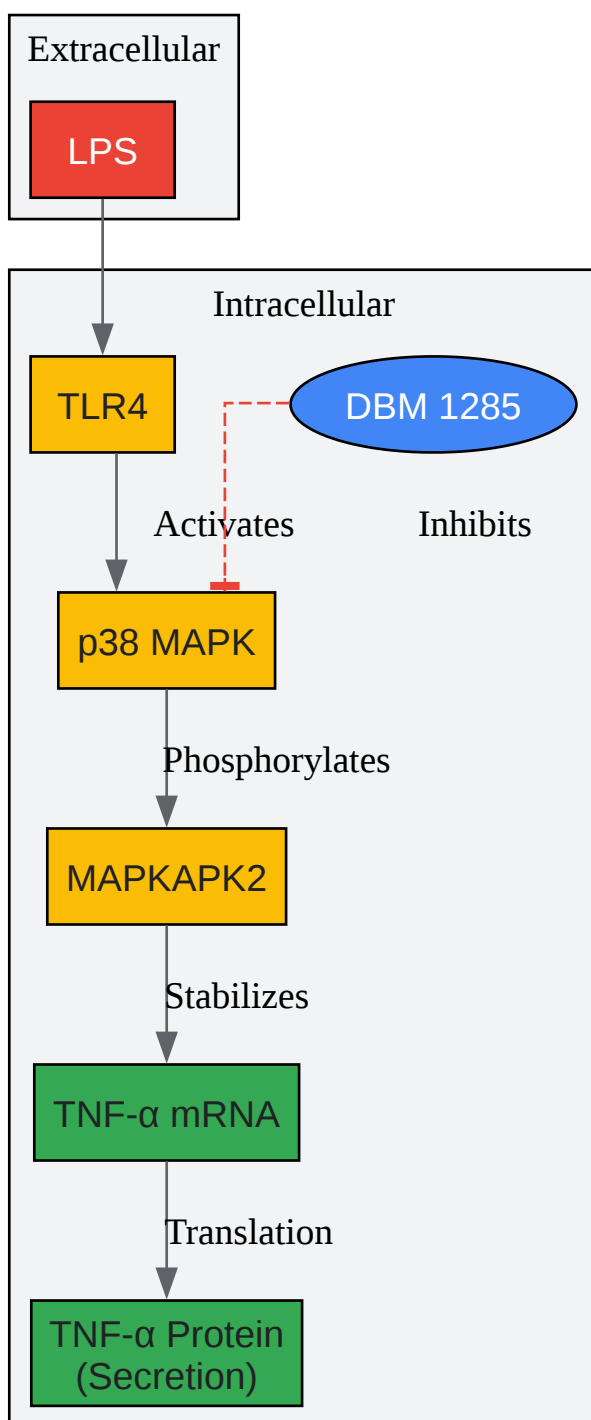 Extracellular
LPS
Intracellular
TLR4
DBM 1285
Activates
Inhibits
p38 MAPK
Phosphorylates
MAPKAPK2
Stabilizes
TNF-α mRNA
Translation
TNF-α Protein
(Secretion)